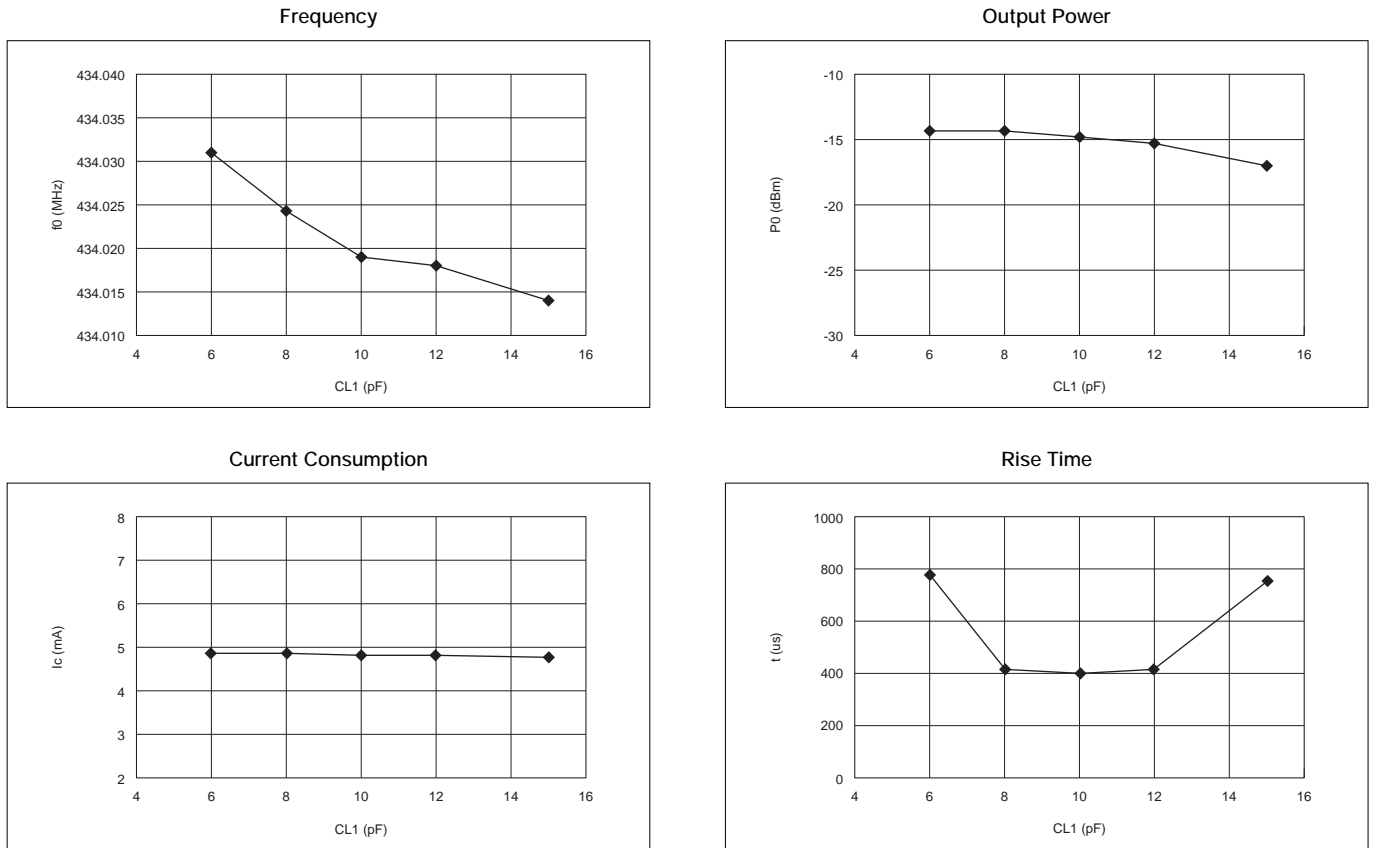 Frequency
434.040
434.035
434.030
434.025
434.020
434.015
434.010
f0 (MHz)
4 6 8 10 12 14 16
CL1 (pF)
Output Power
-10
-15
-20
-25
-30
P0 (dBm)
4 6 8 10 12 14 16
CL1 (pF)
Current Consumption
8
7
6
5
4
3
2
Ic (mA)
4 6 8 10 12 14 16
CL1 (pF)
Rise Time
1000
800
600
400
200
0
t (us)
4 6 8 10 12 14 16
CL1 (pF)